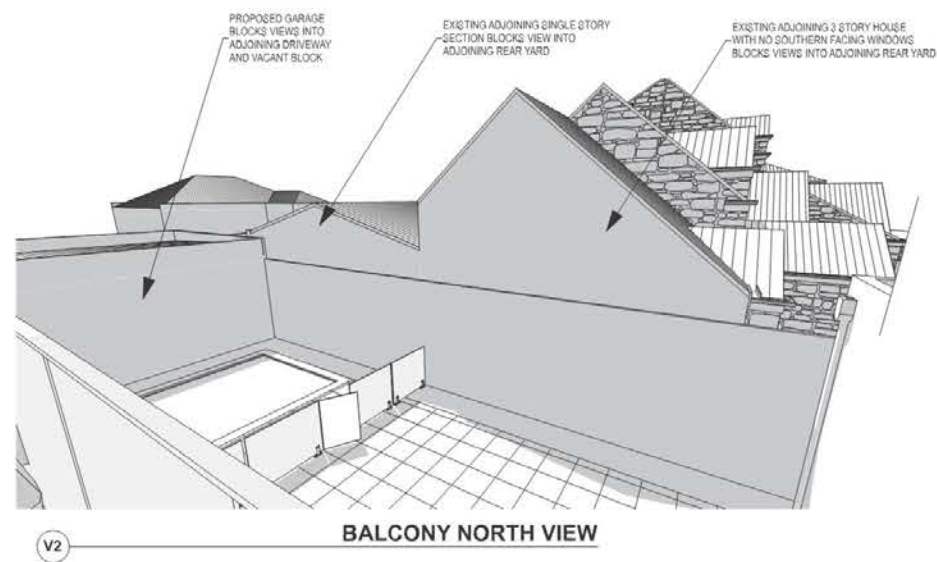 PROPOSED GARAGE
BLOCKS VIEWS INTO
ADJOINING DRIVEWAY
AND VACANT BLOCK
EXISTING ADJOINING SINGLE STORY
SECTION BLOCKS VIEW INTO
ADJOINING REAR YARD
EXISTING ADJOINING 3 STORY HOUSE
WITH NO SOUTHERN FACING WINDOWS
BLOCKS VIEWS INTO ADJOINING REAR YARD
V2
BALCONY NORTH VIEW